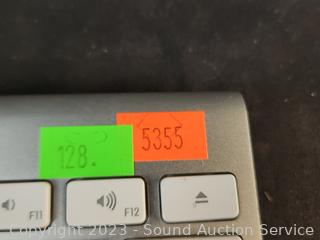 128.
5355
F11
F12
Copyright 2023 - Sound Auction Service